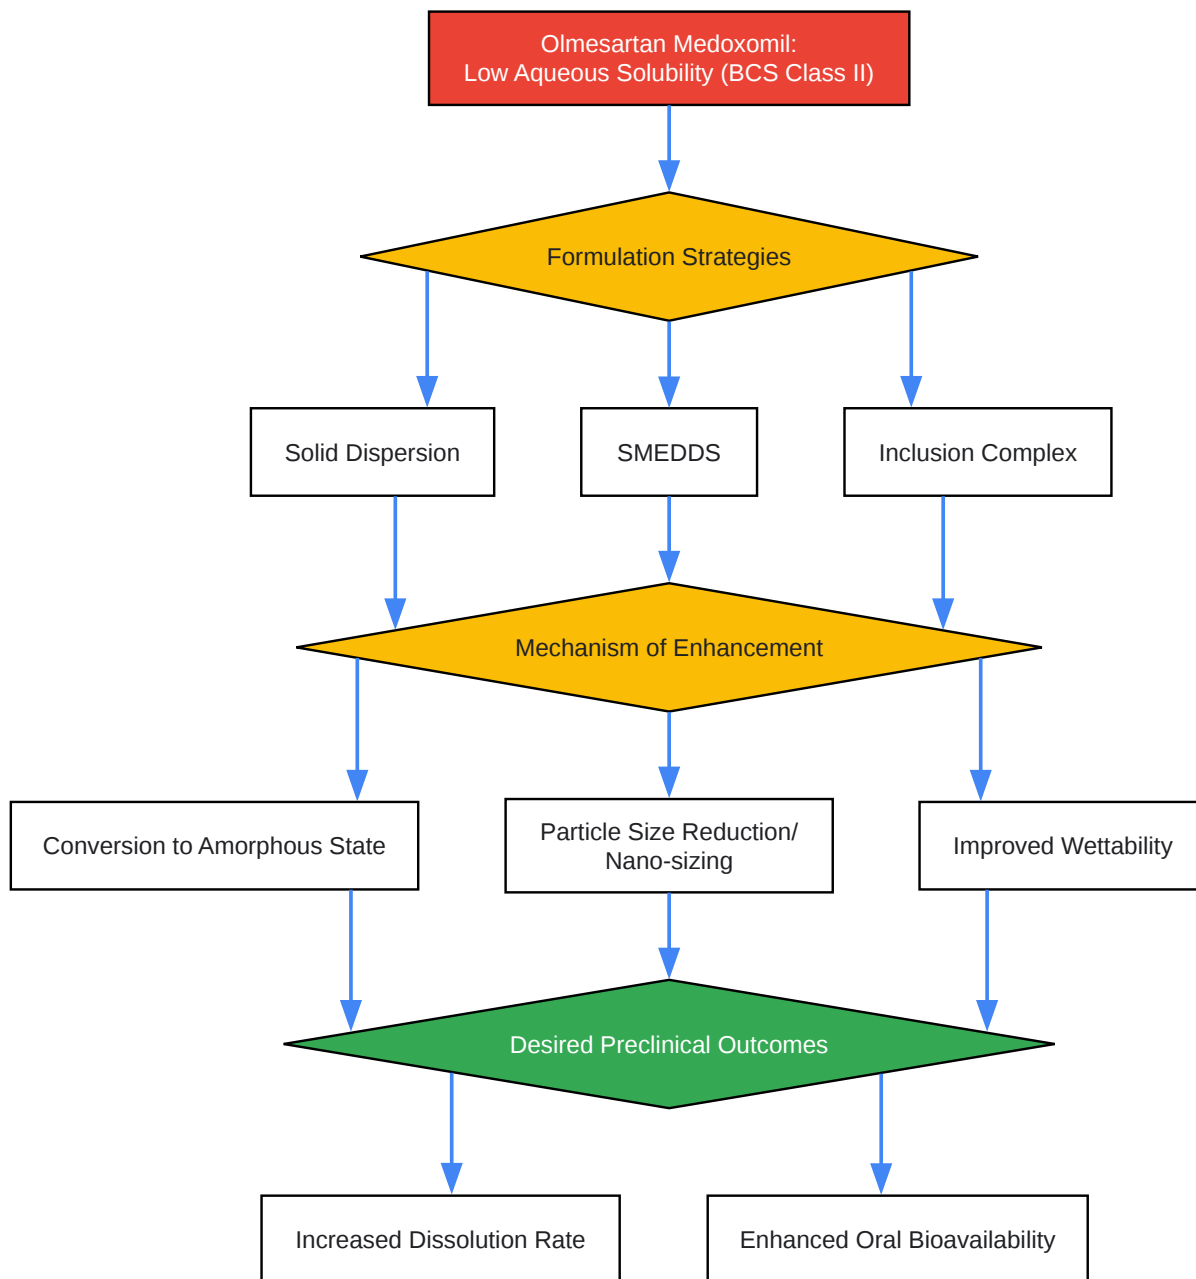 Olmesartan Medoxomil:
Low Aqueous Solubility (BCS Class II)
Formulation Strategies
Solid Dispersion
SMEDDS
Inclusion Complex
Mechanism of Enhancement
Conversion to Amorphous State
Particle Size Reduction/
Nano-sizing
Improved Wettability
Desired Preclinical Outcomes
Increased Dissolution Rate
Enhanced Oral Bioavailability